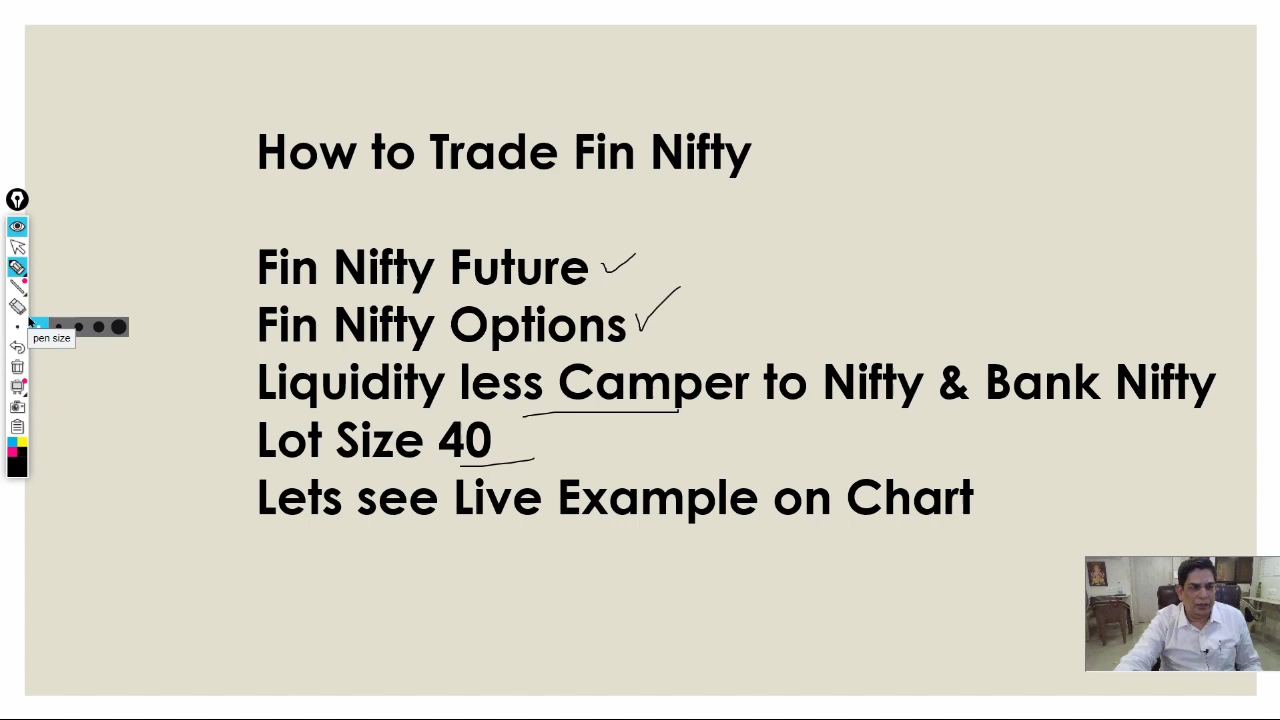 How to Trade Fin Nifty
Fin Nifty Future
Fin Nifty Options
Liquidity less Camper to Nifty & Bank Nifty
Lot Size 40
Lets see Live Example on Chart
pen size